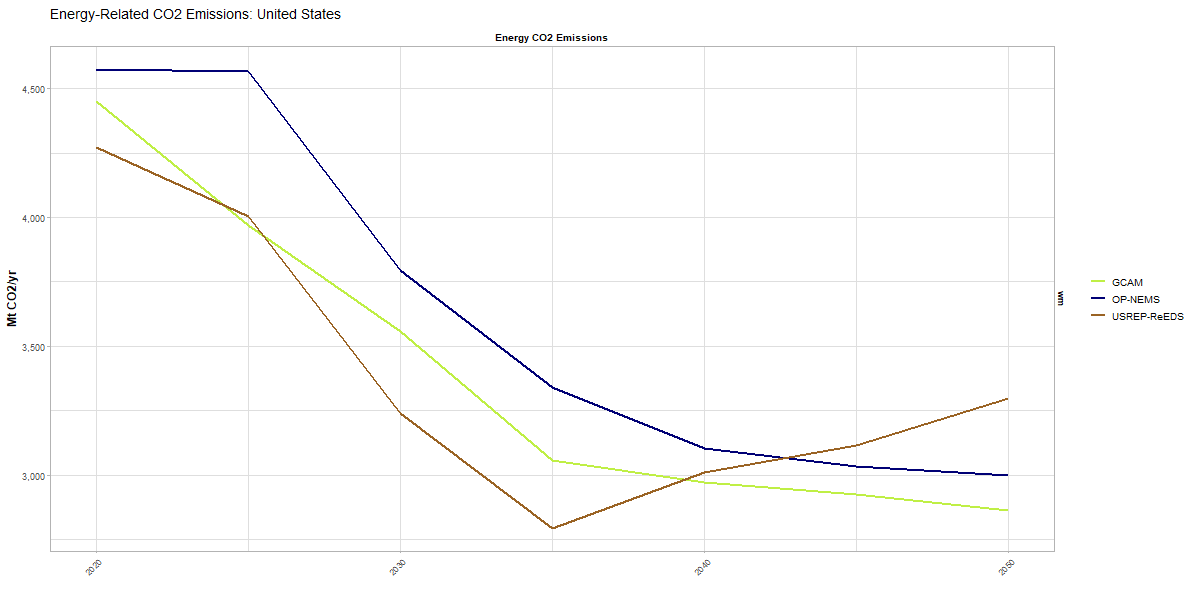 Energy-Related CO2 Emissions: United States
Energy CO2 Emissions
4,500
4,000
3,500
3,000
Mt CO2/yr
2020
2030
2040
2050
wm
GCAM
OP-NEMS
USREP-ReEDS